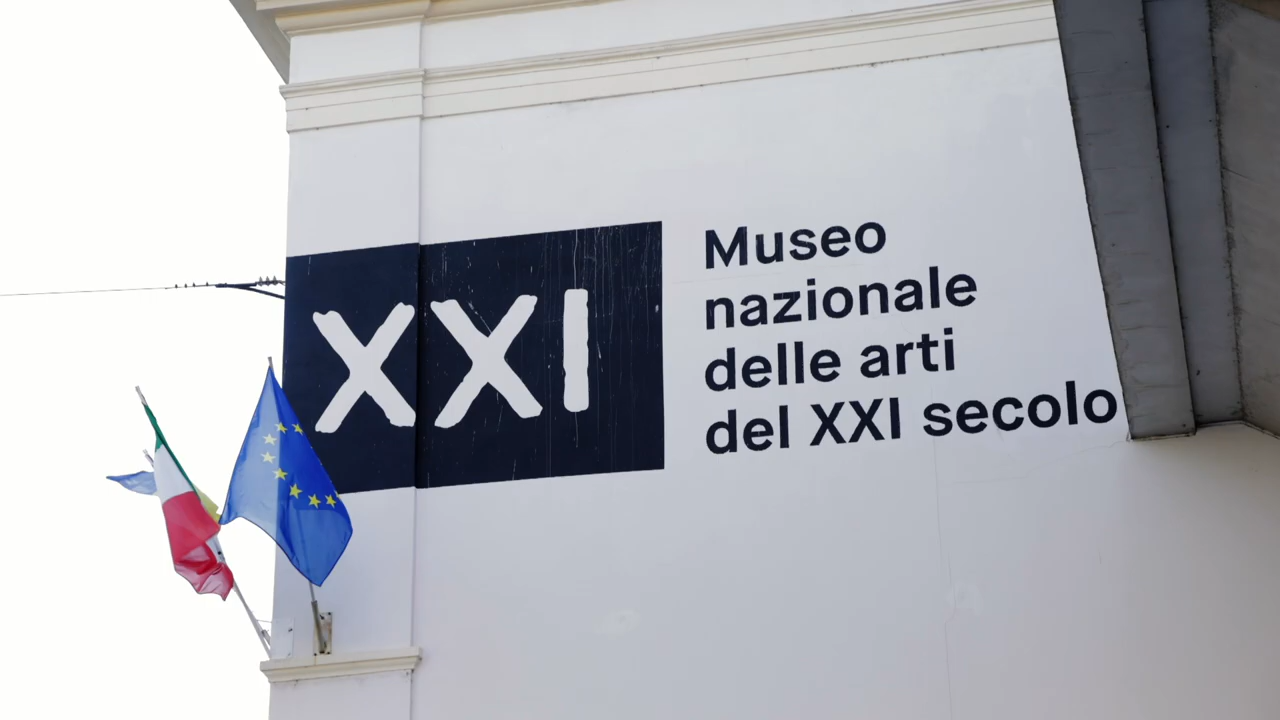 XXI
Museo
nazionale
delle arti
del XXI secolo